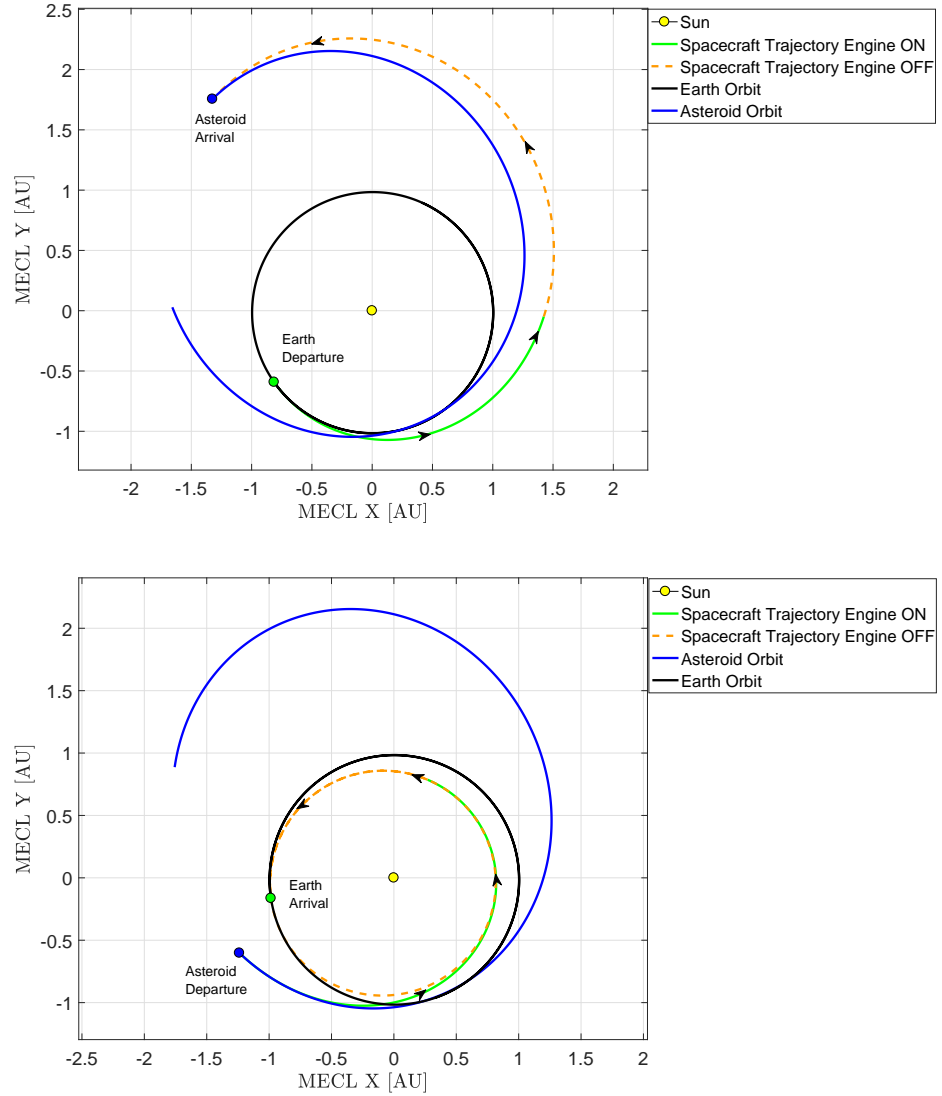 2.5
2
1.5
1
0.5
0
-0.5
-1
MECL Y [AU]
-2
-1.5
-1
-0.5
0
0.5
1
1.5
2
MECL X [AU]
Asteroid
Arrival
Earth
Departure
Sun
Spacecraft Trajectory Engine ON
Spacecraft Trajectory Engine OFF
Earth Orbit
Asteroid Orbit
2
1.5
1
0.5
0
-0.5
-1
MECL Y [AU]
-2.5
-2
-1.5
-1
-0.5
0
0.5
1
1.5
2
MECL X [AU]
Earth
Arrival
Asteroid
Departure
Sun
Spacecraft Trajectory Engine ON
Spacecraft Trajectory Engine OFF
Asteroid Orbit
Earth Orbit